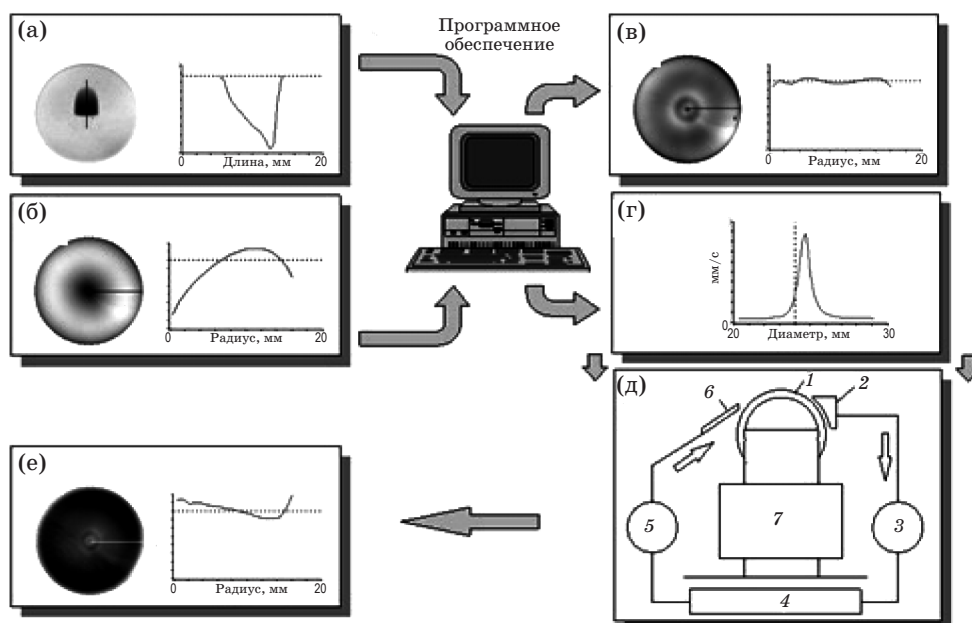 (а)
0
20
Длина, мм
Программное
обеспечение
(в)
0
20
Радиус, мм
(б)
0
20
Радиус, мм
(г)
мм/с
0
20
30
Диаметр, мм
(е)
0
20
Радиус, мм
(д)
1
2
6
5
7
3
4